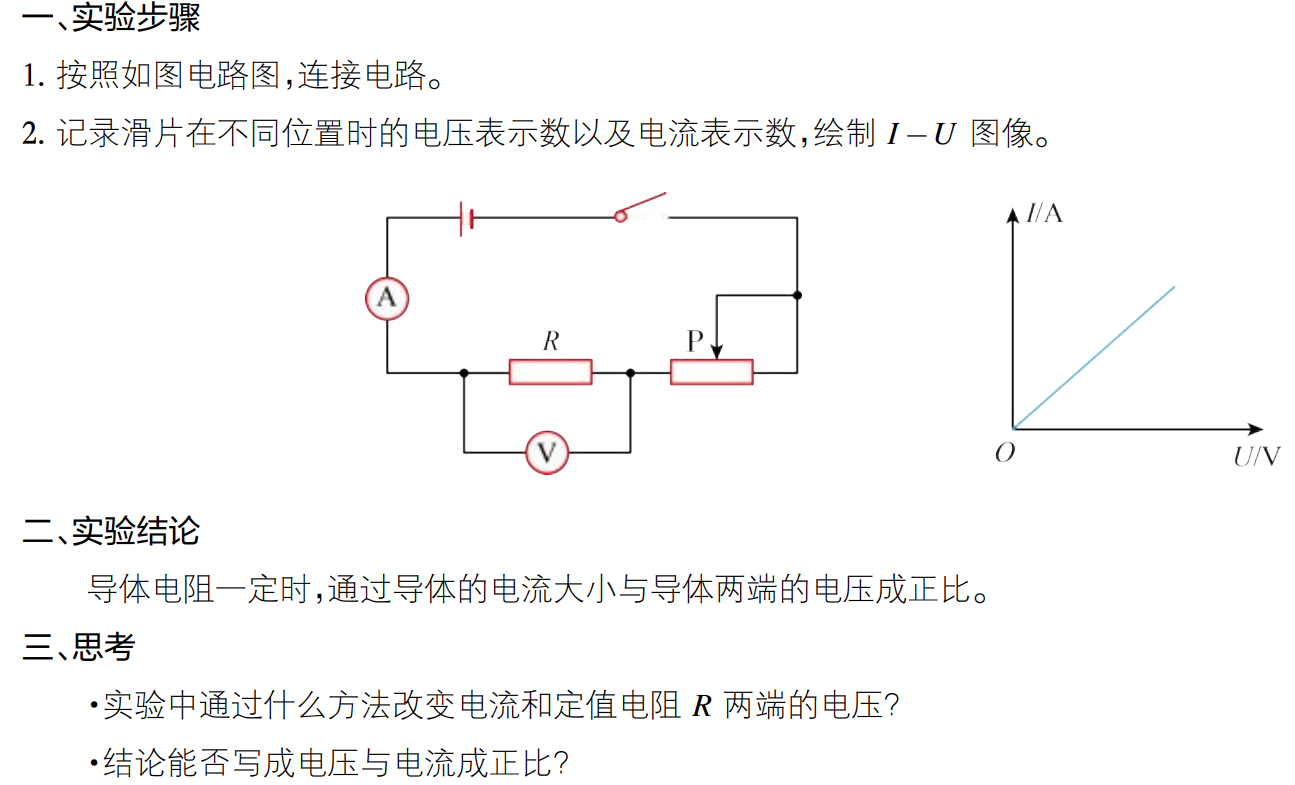 一、实验步骤
1. 按照如图电路图,连接电路。
2. 记录滑片在不同位置时的电压表示数以及电流表示数,绘制 I－U 图像。
I/A
A
R
P
V
O
U/V
二、实验结论
导体电阻一定时,通过导体的电流大小与导体两端的电压成正比。
三、思考
•实验中通过什么方法改变电流和定值电阻 R 两端的电压?
•结论能否写成电压与电流成正比?